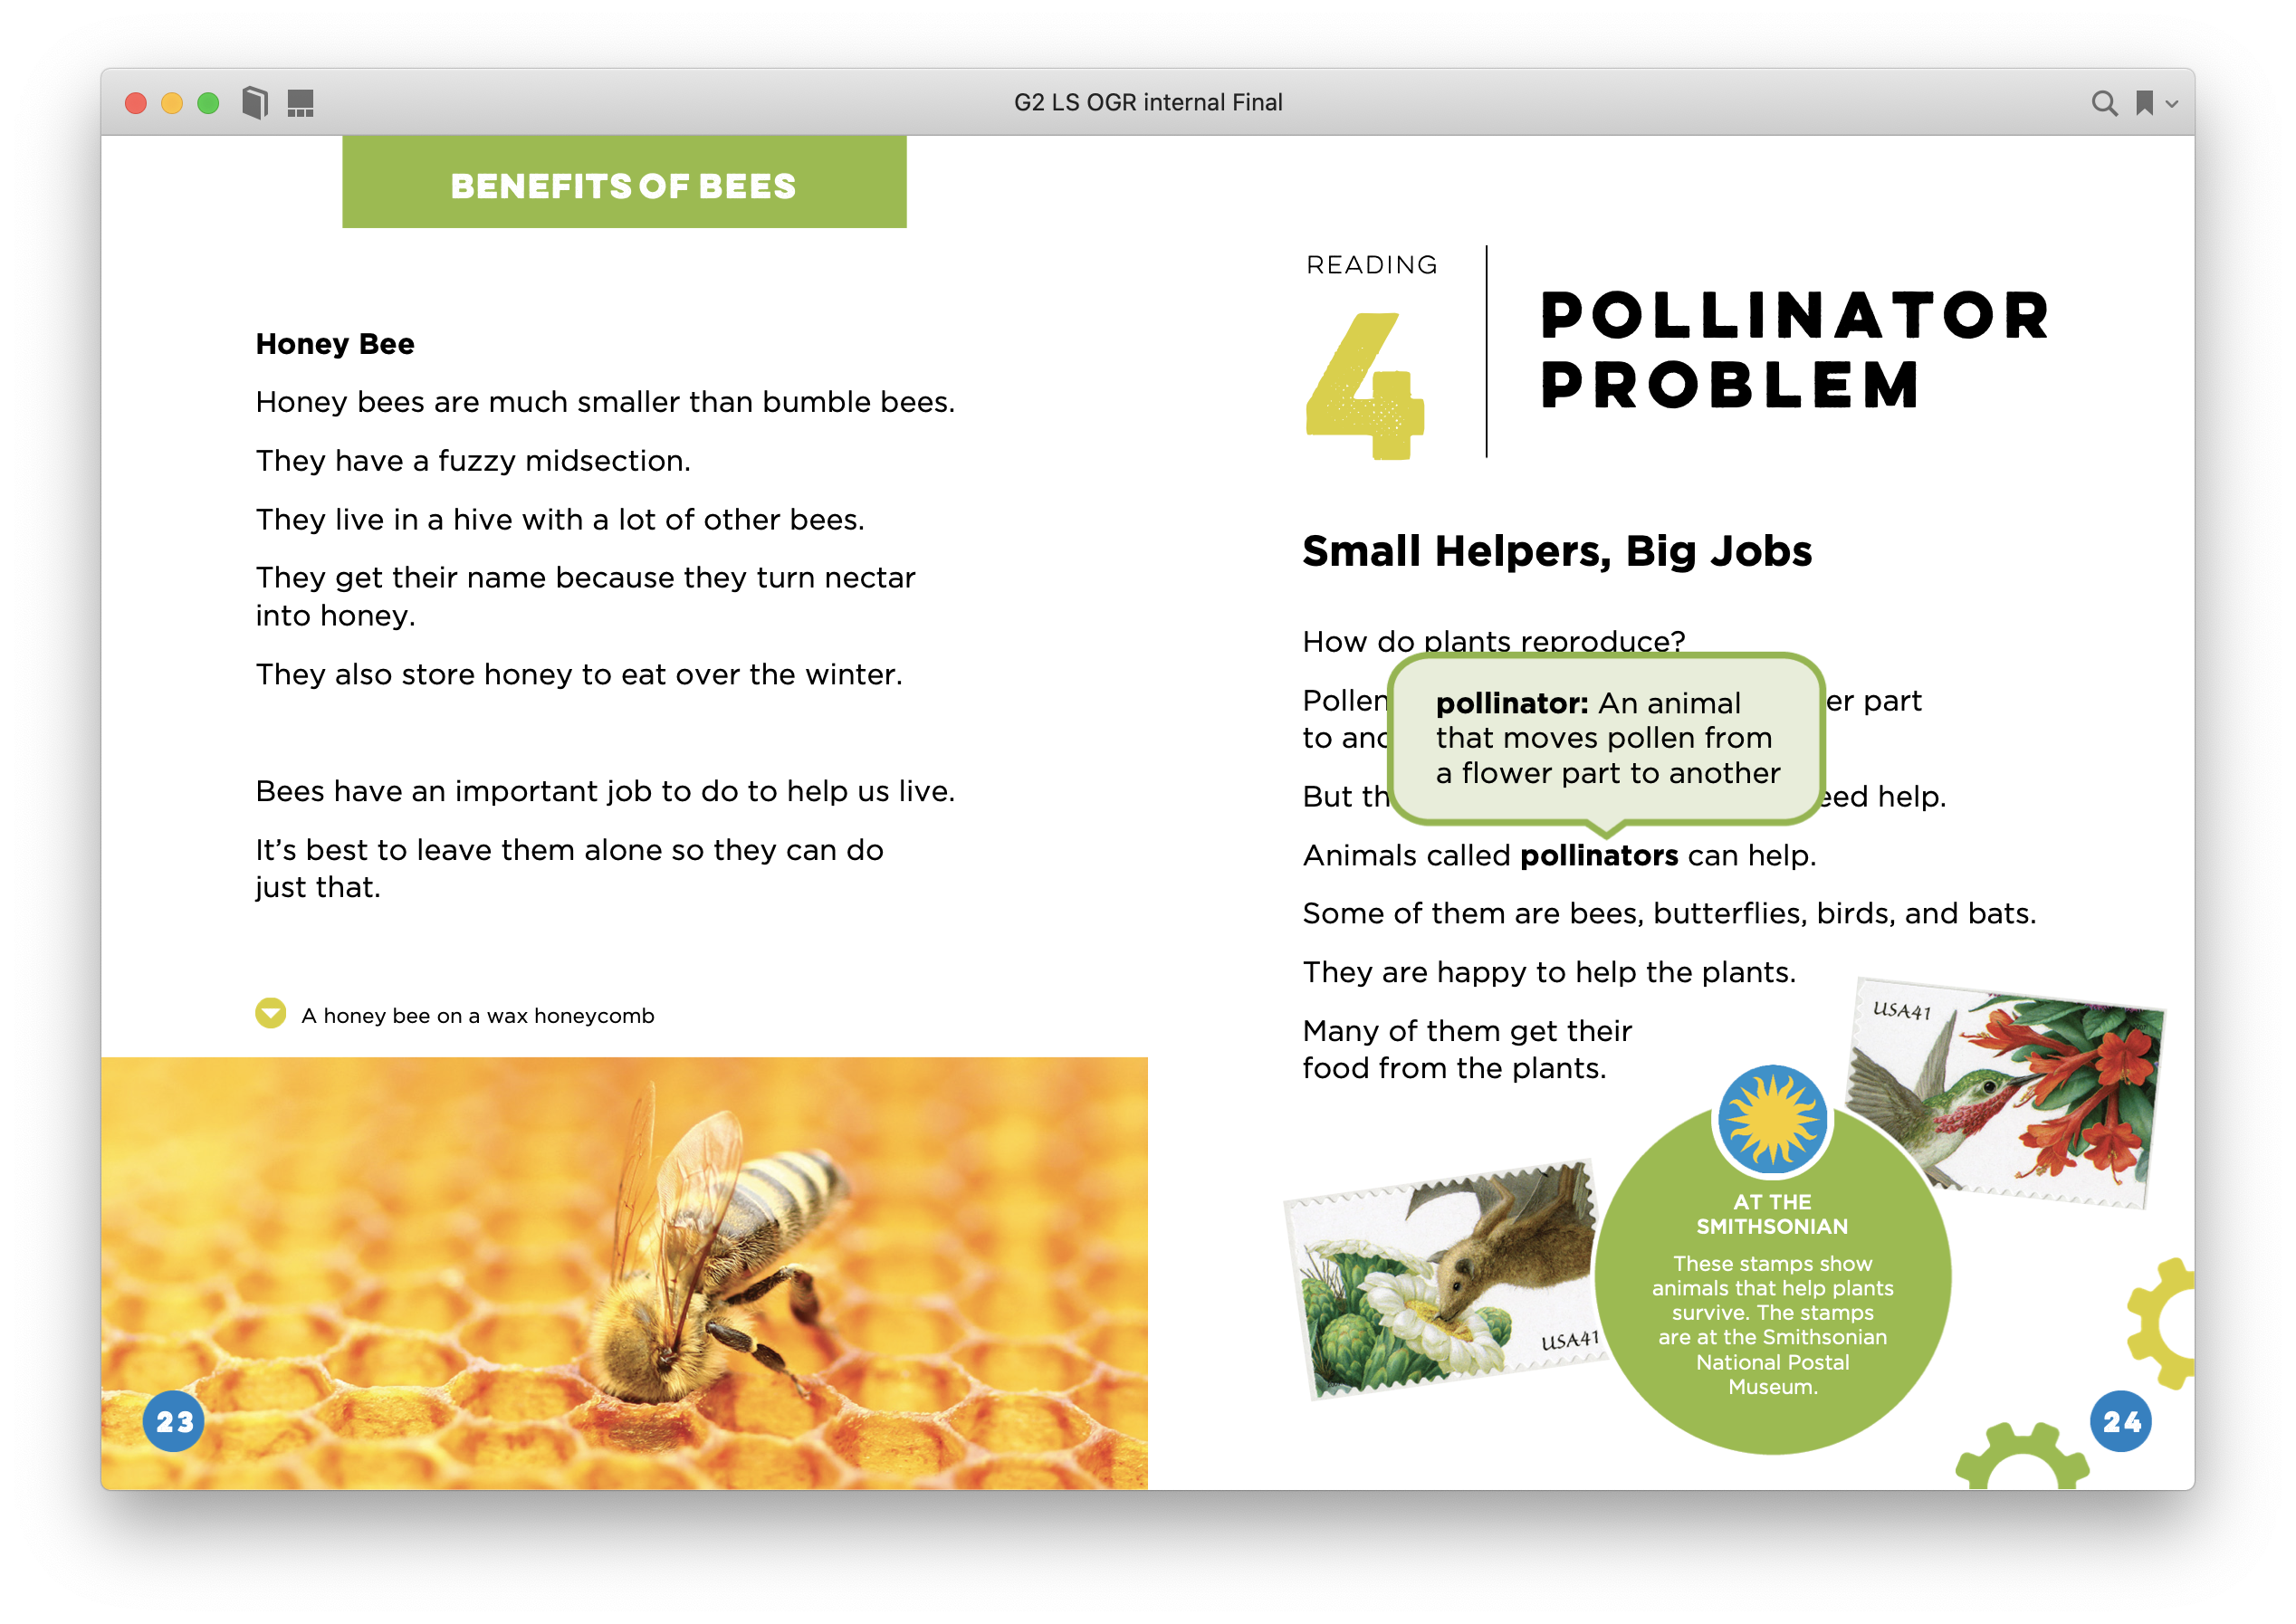 G2 LS OGR internal Final
BENEFITS OF BEES
Honey Bee
Honey bees are much smaller than bumble bees.
They have a fuzzy midsection.
They live in a hive with a lot of other bees.
They get their name because they turn nectar
into honey.
They also store honey to eat over the winter.
Bees have an important job to do to help us live.
It's best to leave them alone so they can do
just that.
A honey bee on a wax honeycomb
23
READING
4
POLLINATOR
PROBLEM
Small Helpers, Big Jobs
How do plants reproduce?
Pollen er part
to
But eed help.
pollinator: An animal
that moves pollen from
a flower part to another
Animals called pollinators can help.
Some of them are bees, butterflies, birds, and bats.
They are happy to help the plants.
Many of them get their
food from the plants.
USA41
USA41
AT THE
SMITHSONIAN
These stamps show
animals that help plants
survive. The stamps
are at the Smithsonian
National Postal
Museum.
24